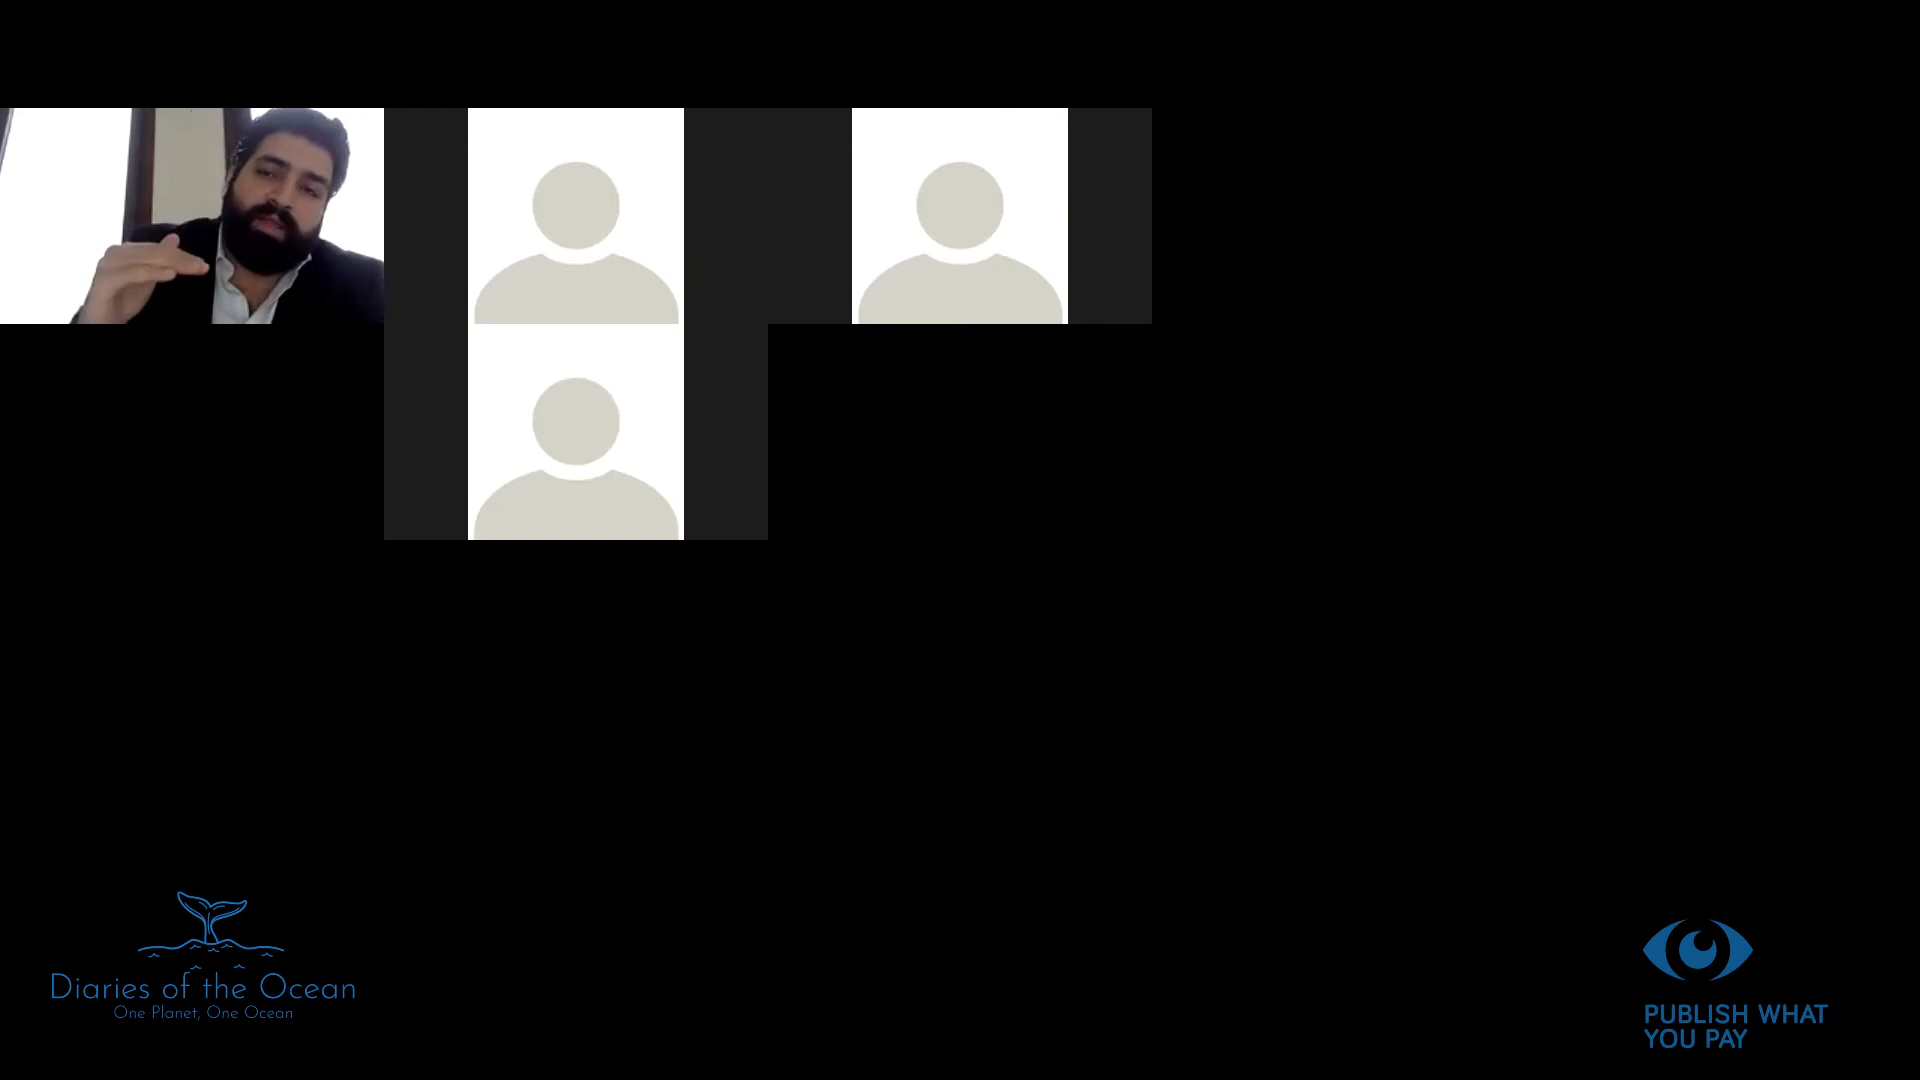 Diaries of the Ocean
One Planet, One Ocean
PUBLISH WHAT
YOU PAY